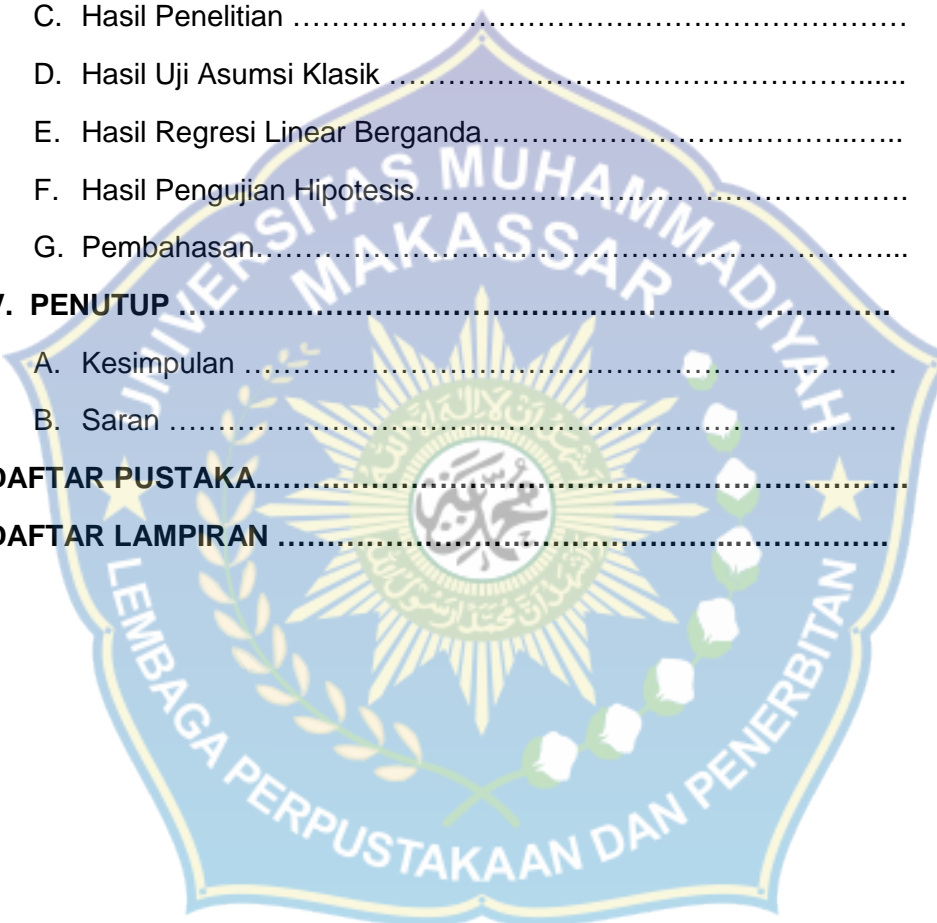 C. Hasil Penelitian ……………………………………………………………
D. Hasil Uji Asumsi Klasik …………………………………………......
E. Hasil Regresi Linear Berganda………………………………...…..
F. Hasil Pengujian Hipotesis..……………………………………………
G. Pembahasan……………………………………………………………...
V. PENUTUP ……………………………………………………………………
A. Kesimpulan ……………………………………………………………
B. Saran …………..………………………………………………………
DAFTAR PUSTAKA..…………………………………………………………
DAFTAR LAMPIRAN …………………………………………………………
UNIVERSITAS MUHAMMADIYAH
MAKASSAR
LEMBAGA PERPUSTAKAAN DAN PENERBITAN